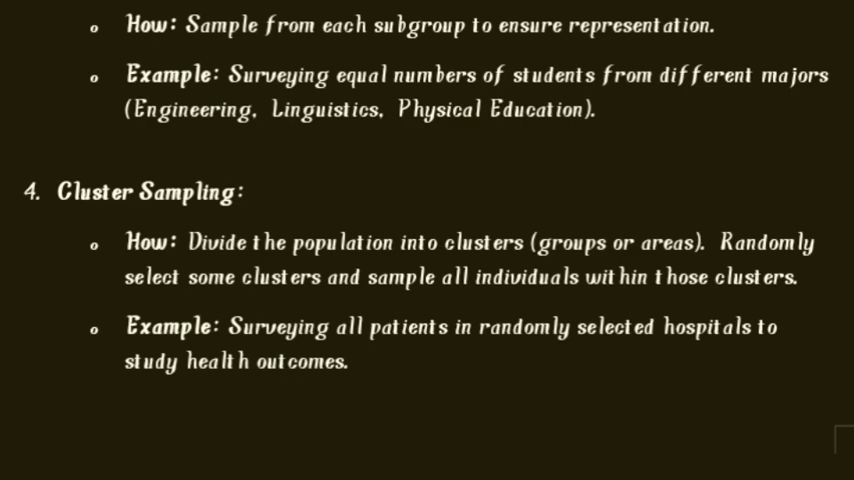 o How: Sample from each subgroup to ensure representation.
o Example: Surveying equal numbers of students from different majors
(Engineering, Linguistics, Physical Education).
4. Cluster Sampling:
o How: Divide the population into clusters (groups or areas). Randomly
select some clusters and sample all individuals within those clusters.
o Example: Surveying all patients in randomly selected hospitals to
study health outcomes.